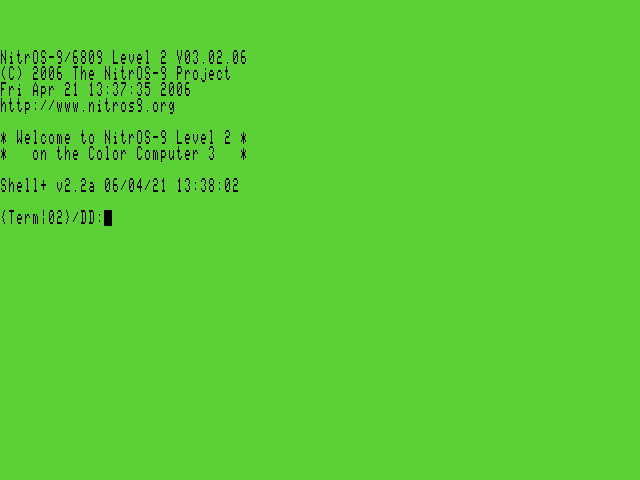 NitrOS-9/6809 Level 2 V03.02.06
(C) 2006 The NitrOS-9 Project
Fri Apr 21 13:37:35 2006
http://www.nitros9.org
* Welcome to NitrOS-9 Level 2 *
*   on the Color Computer 3   *
Shell+ v2.2a 06/04/21 13:38:02
{Term|02}/DD: